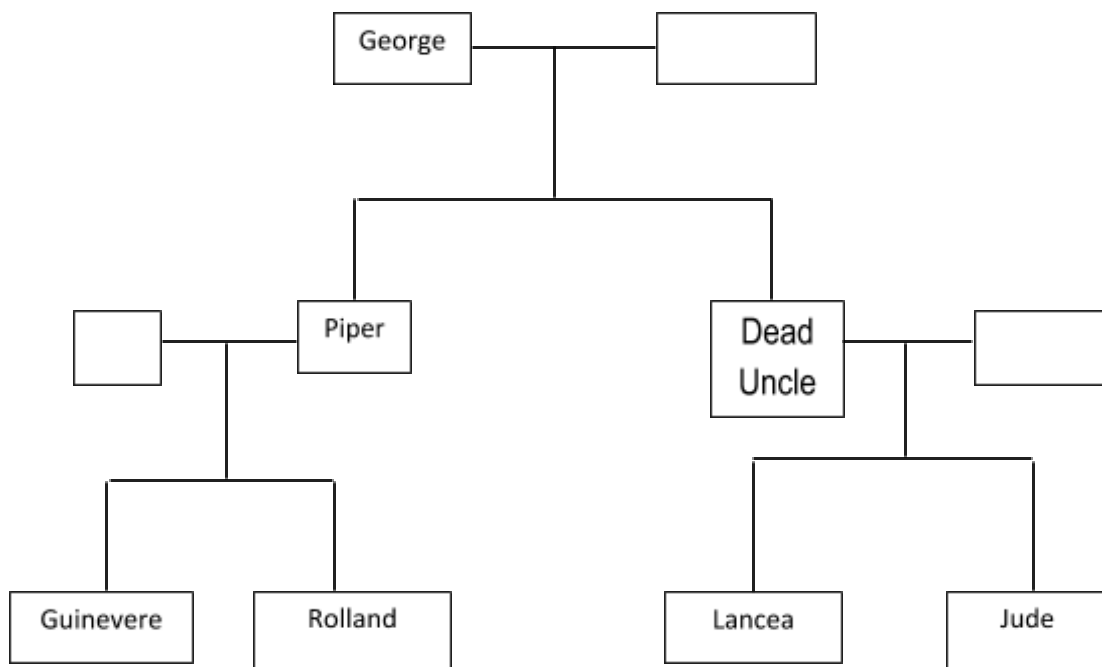 George
Piper
Dead
Uncle
Guinevere
Rolland
Lancea
Jude